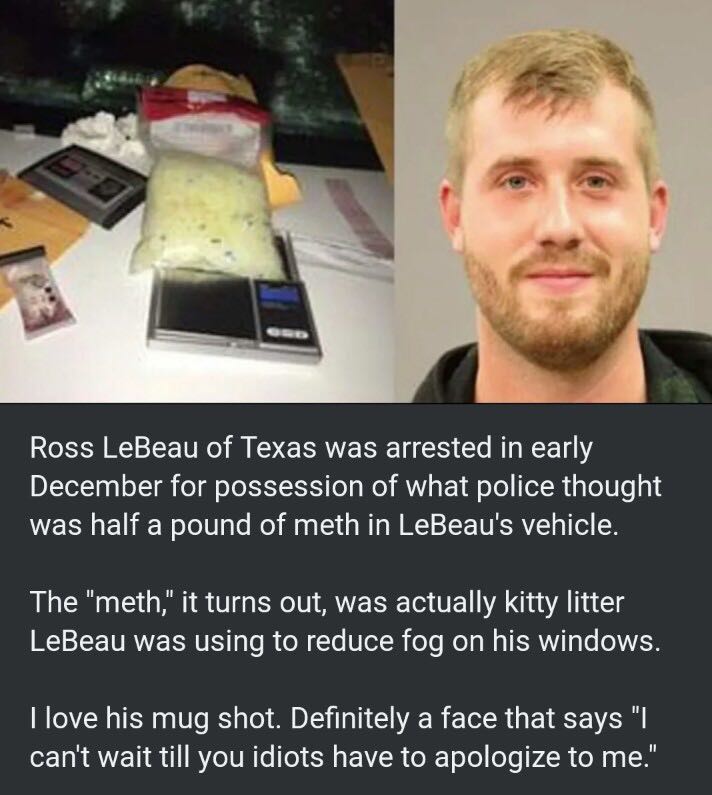 Ross LeBeau of Texas was arrested in early
December for possession of what police thought
was half a pound of meth in LeBeau's vehicle.
The "meth," it turns out, was actually kitty litter
LeBeau was using to reduce fog on his windows.
I love his mug shot. Definitely a face that says "I
can't wait till you idiots have to apologize to me."